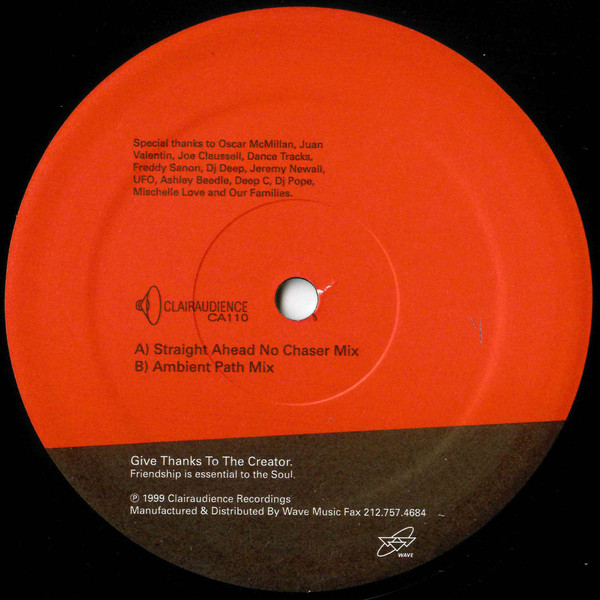 Special thanks to Oscar McMillan, Juan
Valentin, Joe Claussell, Dance Tracks,
Freddy Sanon, Dj Deep, Jeremy Newall,
UFO, Ashley Beedle, Deep C, Dj Pope,
Mischelle Love and Our Families.
CLAIRAUDIENCE
CA110
A) Straight Ahead No Chaser Mix
B) Ambient Path Mix
Give Thanks To The Creator.
Friendship is essential to the Soul.
℗ 1999 Clairaudience Recordings
Manufactured & Distributed By Wave Music Fax 212.757.4684
WAVE